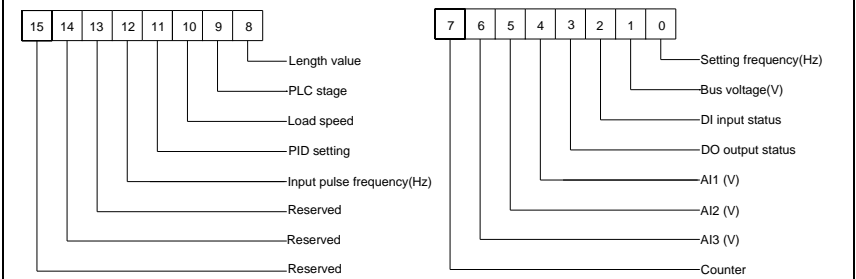 15 14 13 12 11 10 9 8
Length value
PLC stage
Load speed
PID setting
Input pulse frequency(Hz)
Reserved
Reserved
Reserved
7 6 5 4 3 2 1 0
Setting frequency(Hz)
Bus voltage(V)
DI input status
DO output status
AI1 (V)
AI2 (V)
AI3 (V)
Counter